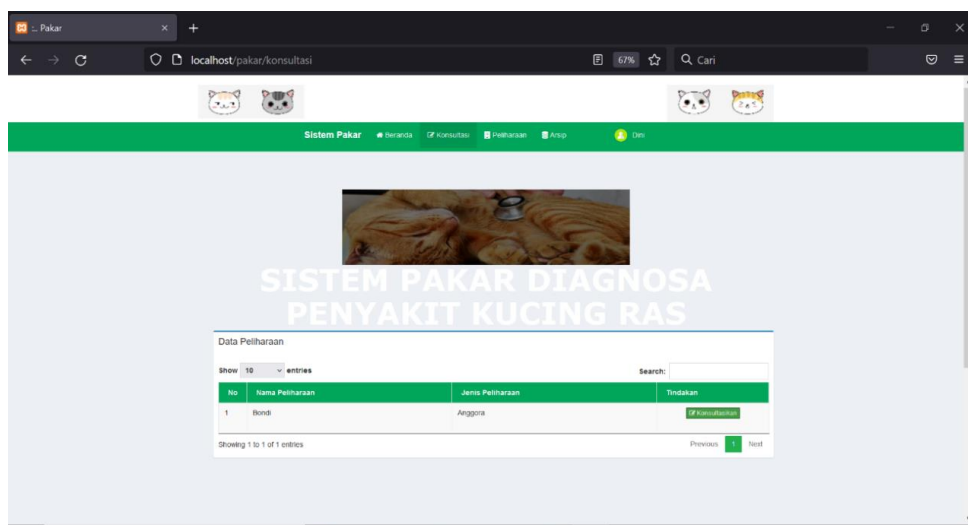 :.. Pakar
localhost/pakar/konsultasi 67% Cari
Sistem Pakar Beranda Konsultasi Peliharaan Arsip Dini
SISTEM PAKAR DIAGNOSA
PENYAKIT KUCING RAS
Data Peliharaan
Show 10 entries Search:
No Nama Peliharaan Jenis Peliharaan Tindakan
1 Bondi Anggora Konsultasikan
Showing 1 to 1 of 1 entries Previous 1 Next